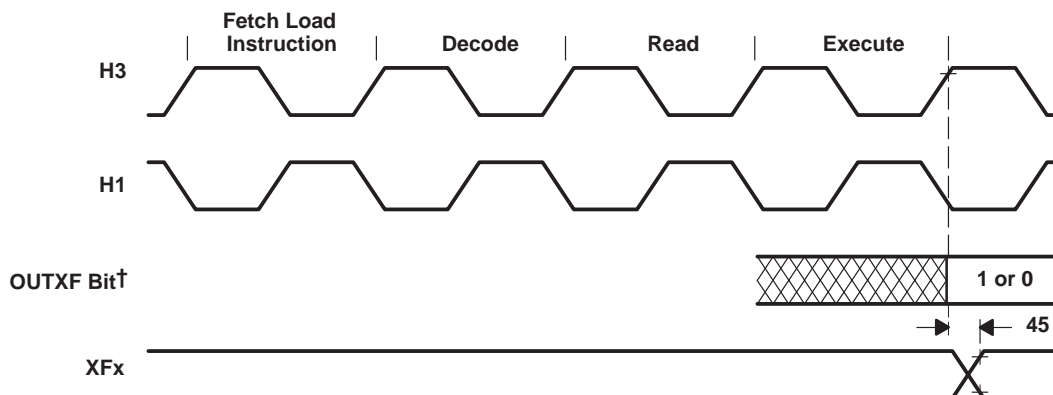 Fetch Load
Instruction
Decode
Read
Execute
H3
H1
OUTXF Bit†
1 or 0
45
XFx